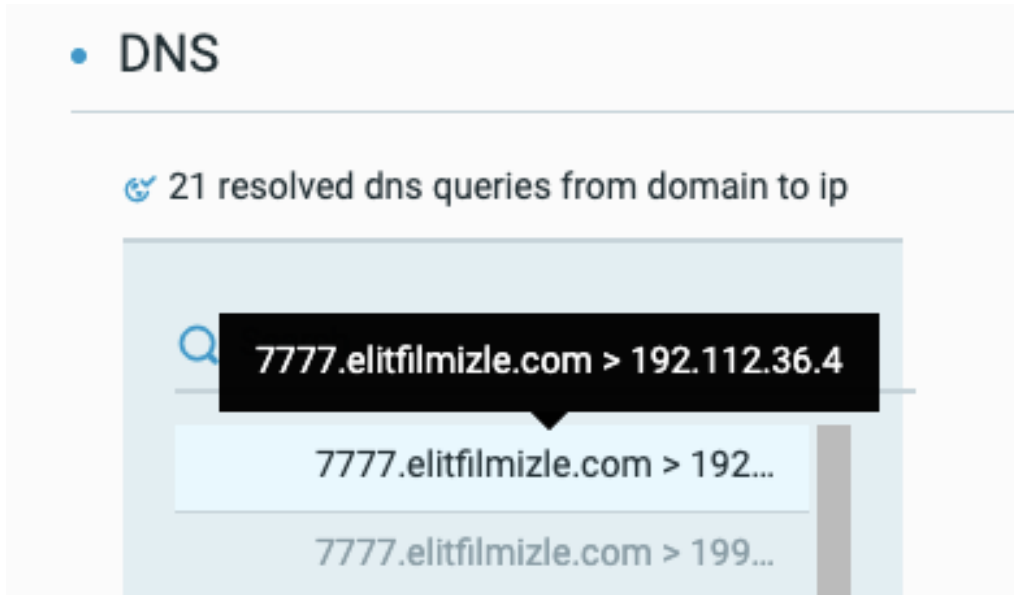 DNS
21 resolved dns queries from domain to ip
7777.elitfilmizle.com > 192.112.36.4
7777.elitfilmizle.com > 192...
7777.elitfilmizle.com > 199...